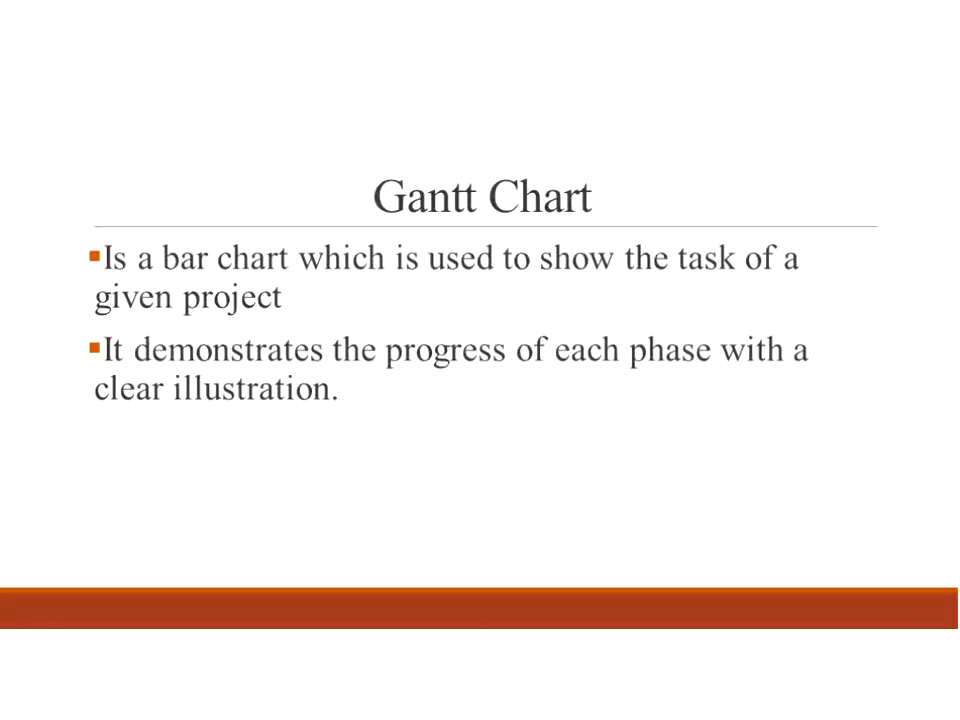 Gantt Chart
▪Is a bar chart which is used to show the task of a
given project
▪It demonstrates the progress of each phase with a
clear illustration.